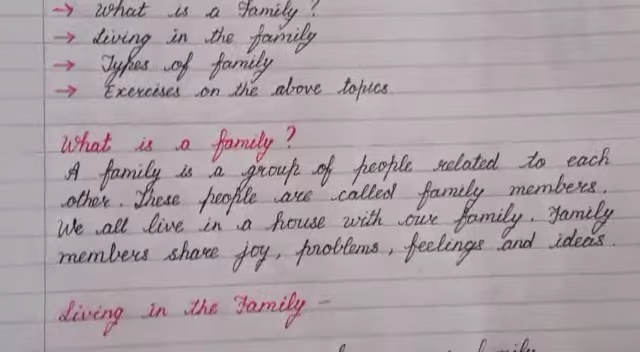 → What is a Family?
→ Living in the family
→ Types of family
→ Exercises on the above topics
What is a family?
A family is a group of people related to each
other. These people are called family members.
We all live in a house with our family. Family
members share joy, problems, feelings and ideas.
Living in the Family -
family